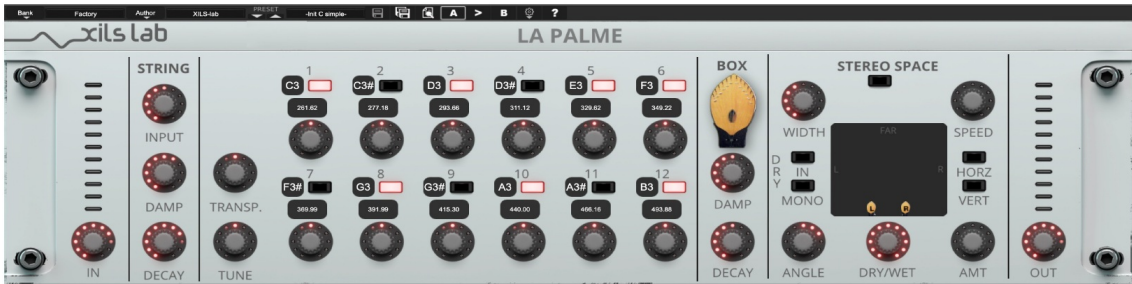 Bank Factory Author XILS-lab PRESET -Init C simple- A > B ?
xils lab LA PALME
STRING BOX STEREO SPACE
1 2 3 4 5 6
C3 C3# D3 D3# E3 F3
261.62 277.18 293.66 311.12 329.62 349.22
INPUT WIDTH FAR SPEED
DRY IN L R HORZ
MONO VERT
7 8 9 10 11 12
F3# G3 G3# A3 A3# B3
DAMP TRANSP. 369.99 391.99 415.30 440.00 466.16 493.88 DAMP L R
IN DECAY TUNE DECAY ANGLE DRY/WET AMT OUT